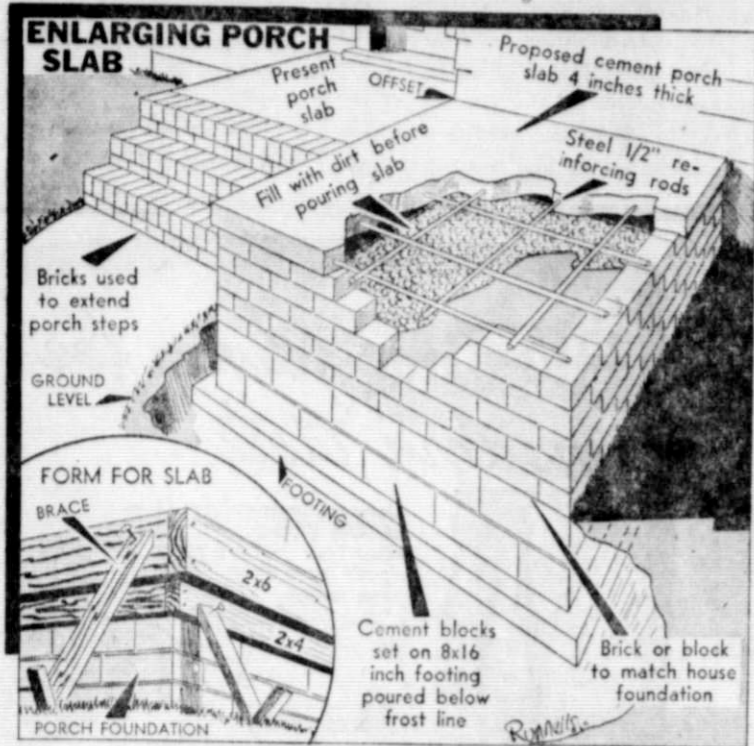 ENLARGING PORCH
SLAB
Present
porch
slab
OFFSET
Proposed cement porch
slab 4 inches thick
Fill with dirt before
pouring slab
Steel 1/2" re-
inforcing rods
Bricks used
to extend
porch steps
GROUND
LEVEL
FORM FOR SLAB
BRACE
2x6
2x4
PORCH FOUNDATION
FOOTING
Cement blocks
set on 8x16
inch footing
poured below
frost line
Brick or block
to match house
foundation